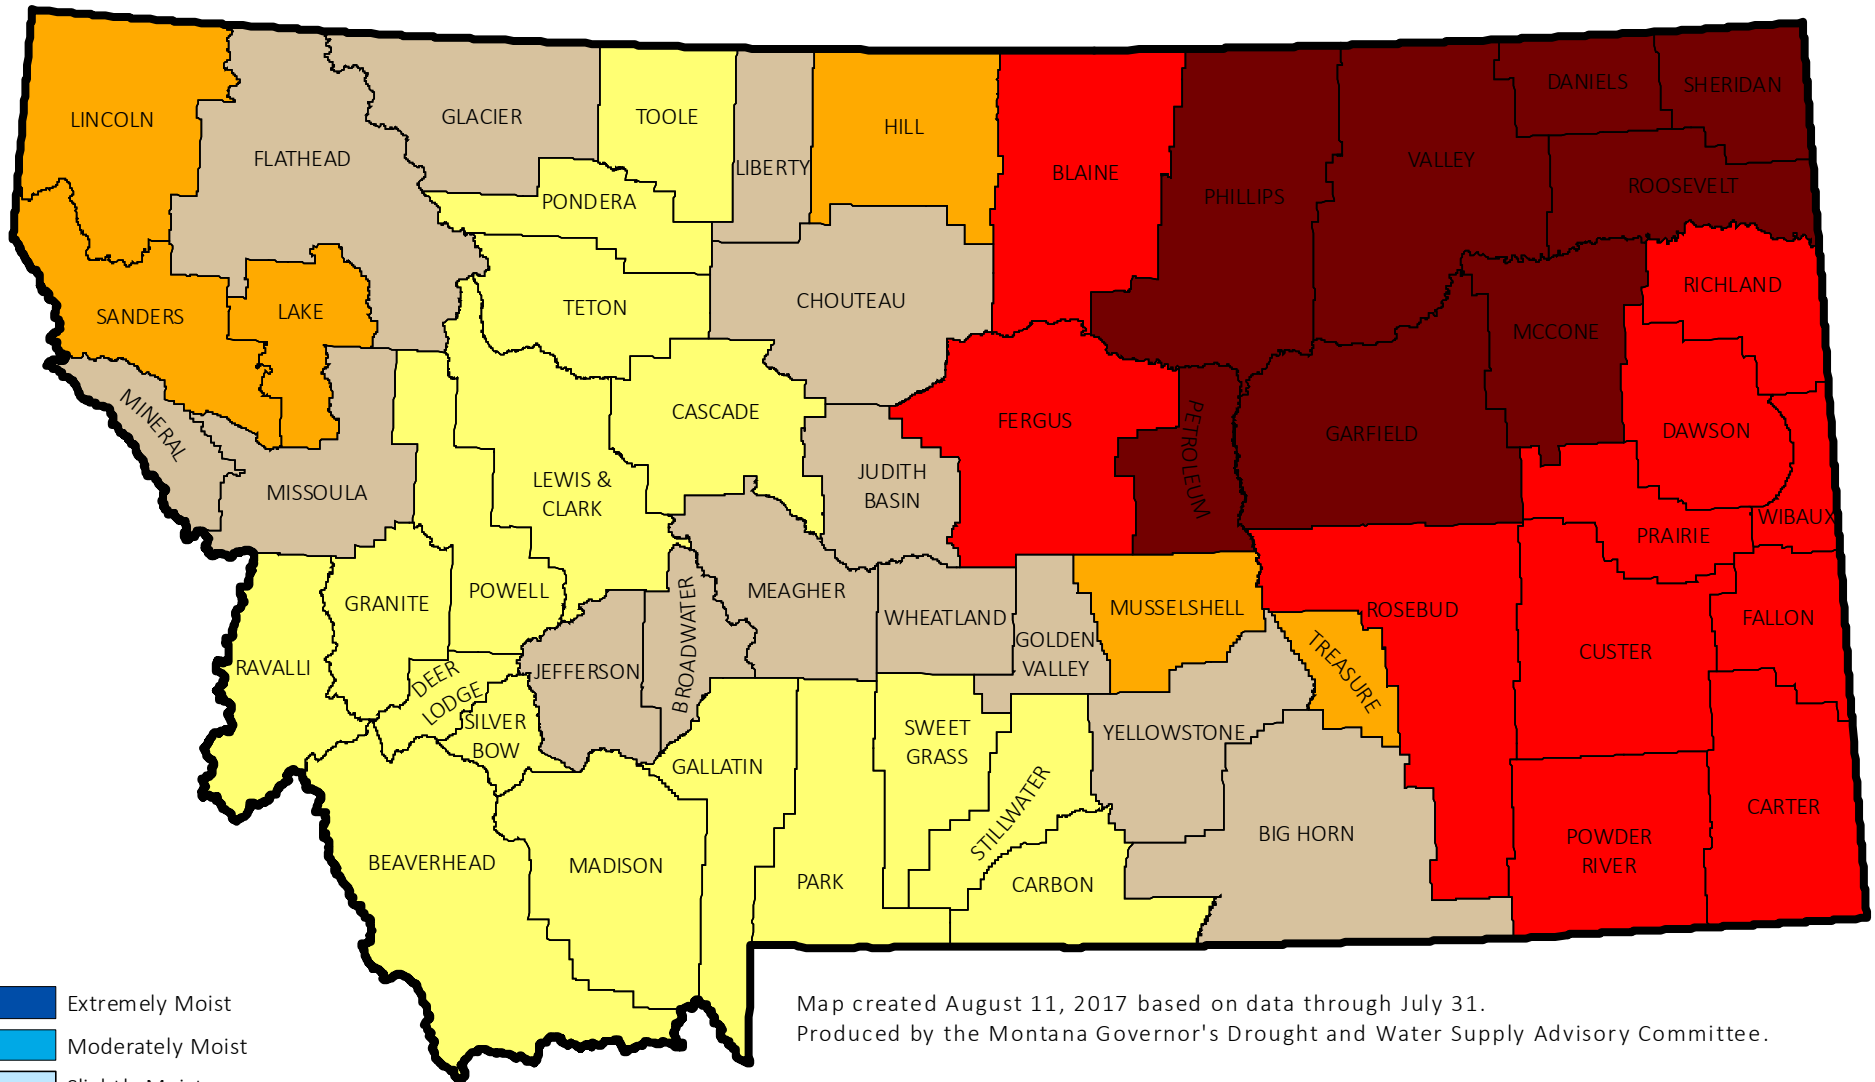 LINCOLN
FLATHEAD
GLACIER
TOOLE
LIBERTY
HILL
BLAINE
PHILLIPS
VALLEY
DANIELS
SHERIDAN
ROOSEVELT
PONDERA
TETON
CHOUTEAU
SANDERS
LAKE
RICHLAND
MCCONE
MINERAL
MISSOULA
LEWIS &
CLARK
CASCADE
JUDITH
BASIN
FERGUS
PETROLEUM
GARFIELD
DAWSON
WIBAUX
PRAIRIE
RAVALLI
GRANITE
POWELL
DEER
LODGE
SILVER
BOW
JEFFERSON
BROADWATER
MEAGHER
WHEATLAND
GOLDEN
VALLEY
MUSSELSHELL
TREASURE
ROSEBUD
CUSTER
FALLON
BEAVERHEAD
MADISON
GALLATIN
PARK
SWEET
GRASS
STILLWATER
CARBON
YELLOWSTONE
BIG HORN
POWDER
RIVER
CARTER
Extremely Moist
Moderately Moist
Slightly Moist
Map created August 11, 2017 based on data through July 31.
Produced by the Montana Governor's Drought and Water Supply Advisory Committee.